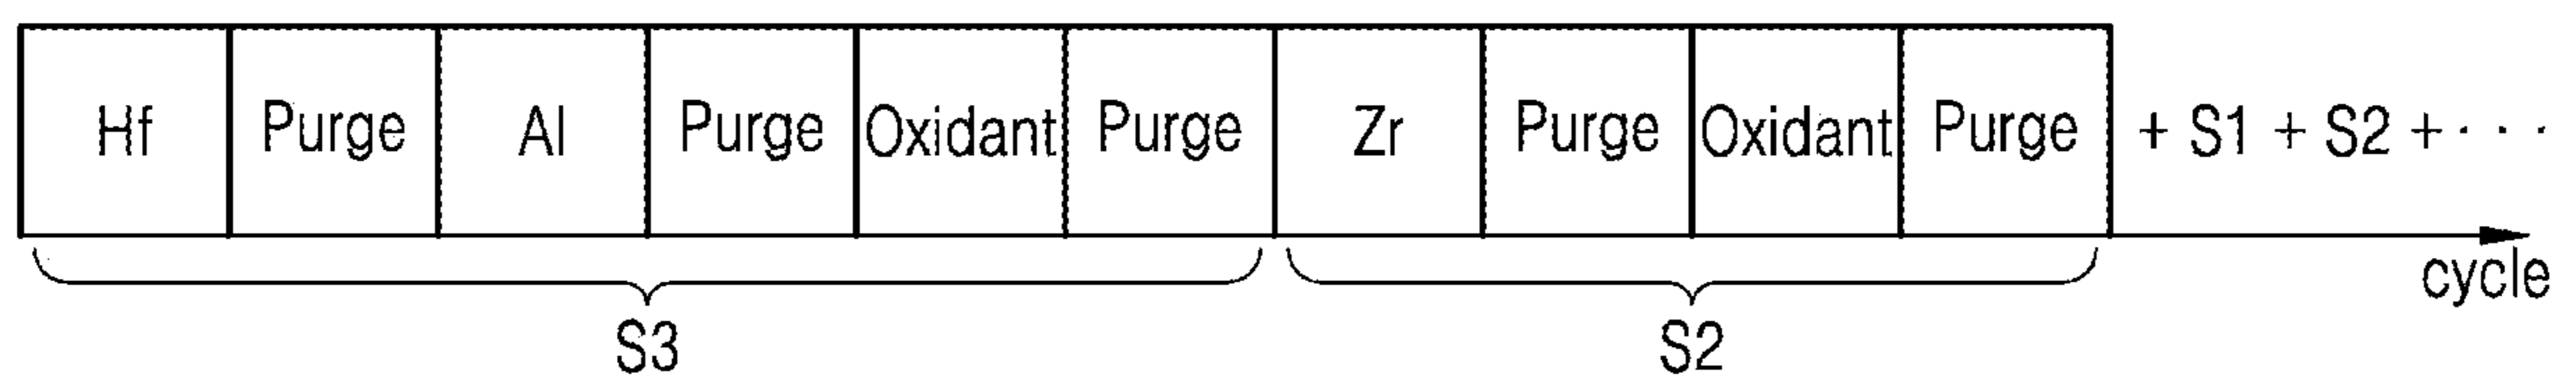 Hf Purge Al Purge Oxidant Purge Zr Purge Oxidant Purge + S1 + S2 + · · ·
cycle
S3 S2